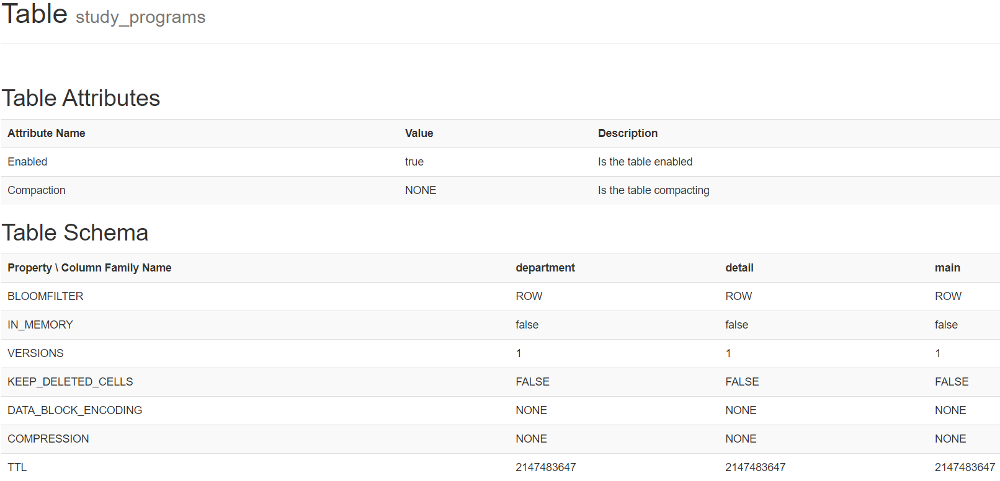 Table study_programs
Table Attributes
Attribute Name Value Description
Enabled true Is the table enabled
Compaction NONE Is the table compacting
Table Schema
Property \ Column Family Name department detail main
BLOOMFILTER ROW ROW ROW
IN_MEMORY false false false
VERSIONS 1 1 1
KEEP_DELETED_CELLS FALSE FALSE FALSE
DATA_BLOCK_ENCODING NONE NONE NONE
COMPRESSION NONE NONE NONE
TTL 2147483647 2147483647 2147483647